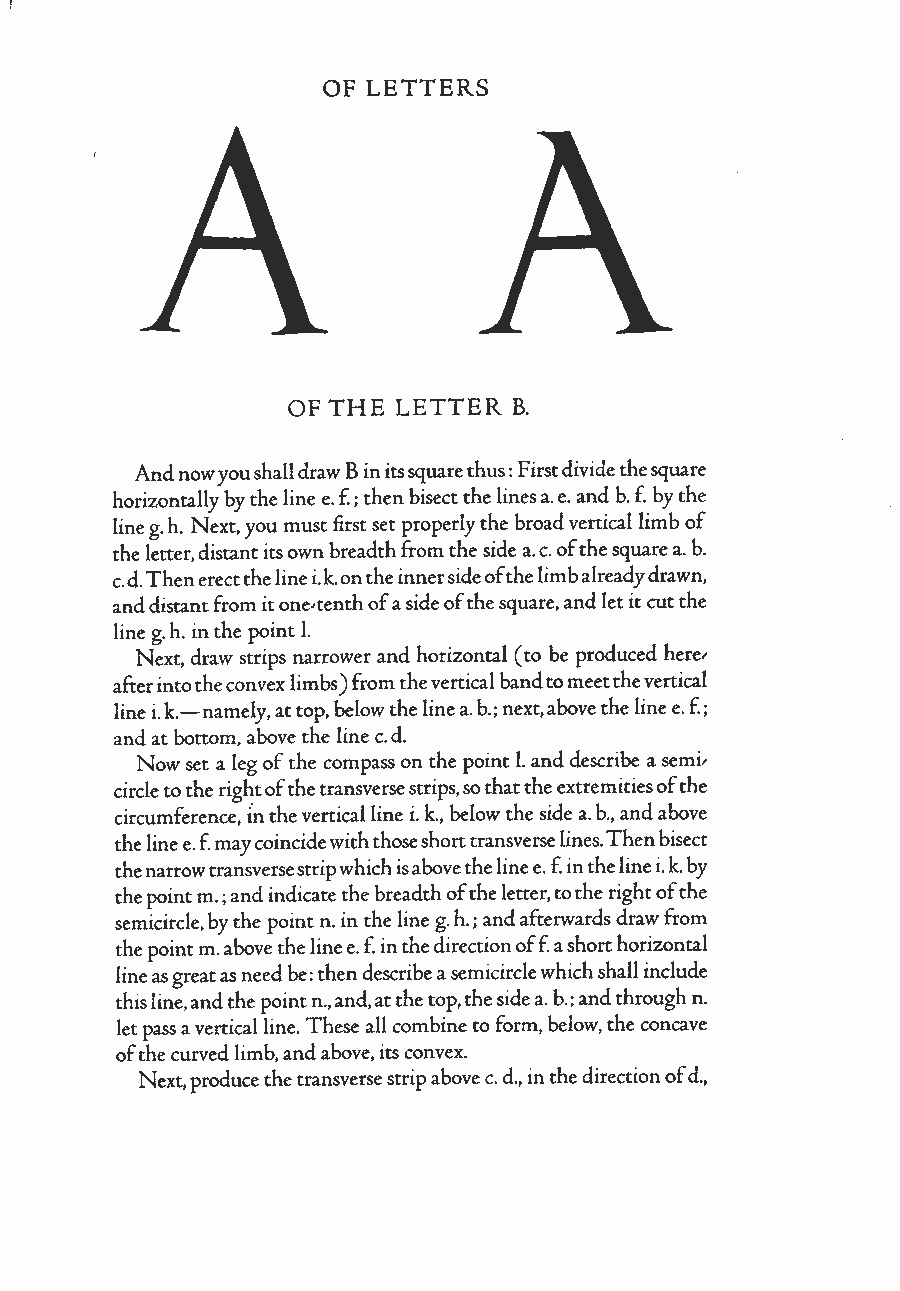 OF LETTERS
A A
OF THE LETTER B.
And now you shall draw B in its square thus: First divide the square
horizontally by the line e. f.; then bisect the lines a. e. and b. f. by the
line g. h. Next, you must first set properly the broad vertical limb of
the letter, distant its own breadth from the side a. c. of the square a. b.
c. d. Then erect the line i. k. on the inner side of the limb already drawn,
and distant from it one-tenth of a side of the square, and let it cut the
line g. h. in the point l.
Next, draw strips narrower and horizontal (to be produced here-
after into the convex limbs) from the vertical band to meet the vertical
line i. k.—namely, at top, below the line a. b.; next, above the line e. f.;
and at bottom, above the line c. d.
Now set a leg of the compass on the point l. and describe a semi-
circle to the right of the transverse strips, so that the extremities of the
circumference, in the vertical line i. k., below the side a. b., and above
the line e. f. may coincide with those short transverse lines. Then bisect
the narrow transverse strip which is above the line e. f. in the line i. k. by
the point m.; and indicate the breadth of the letter, to the right of the
semicircle, by the point n. in the line g. h.; and afterwards draw from
the point m. above the line e. f. in the direction of f. a short horizontal
line as great as need be: then describe a semicircle which shall include
this line, and the point n., and, at the top, the side a. b.: and through n.
let pass a vertical line. These all combine to form, below, the concave
of the curved limb, and above, its convex.
Next, produce the transverse strip above c. d., in the direction of d.,